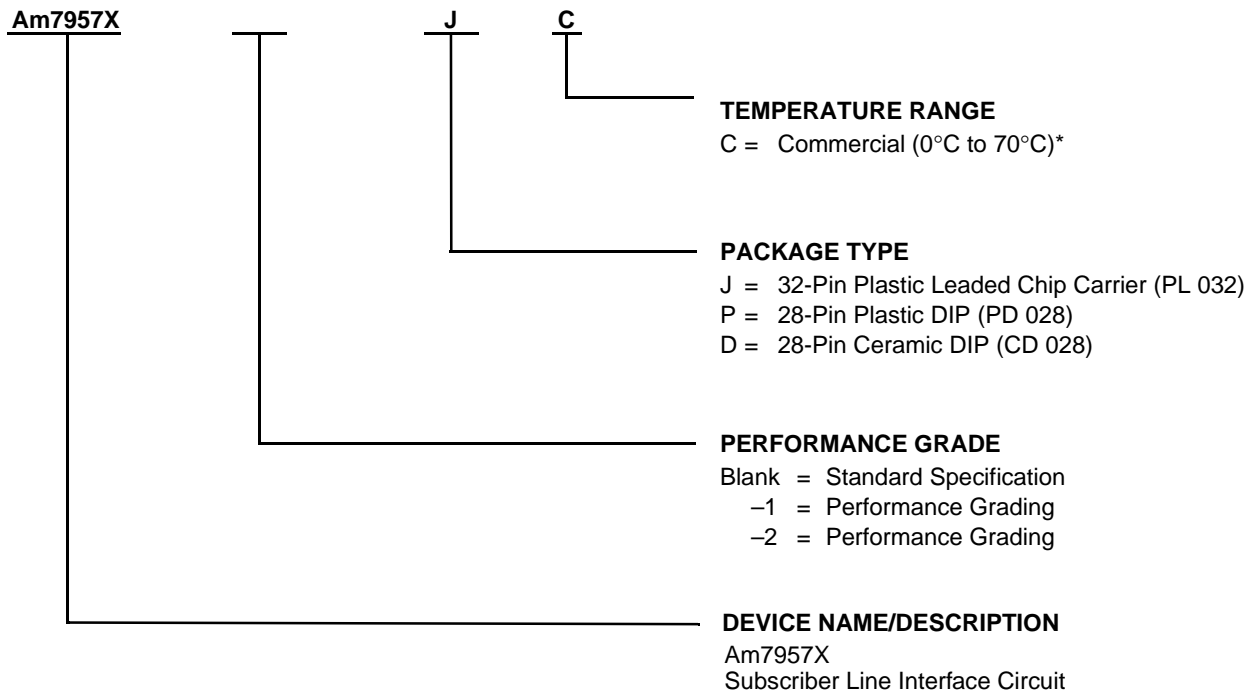 Am7957X J C
TEMPERATURE RANGE
C = Commercial (0°C to 70°C)*
PACKAGE TYPE
J = 32-Pin Plastic Leaded Chip Carrier (PL 032)
P = 28-Pin Plastic DIP (PD 028)
D = 28-Pin Ceramic DIP (CD 028)
PERFORMANCE GRADE
Blank = Standard Specification
–1 = Performance Grading
–2 = Performance Grading
DEVICE NAME/DESCRIPTION
Am7957X
Subscriber Line Interface Circuit